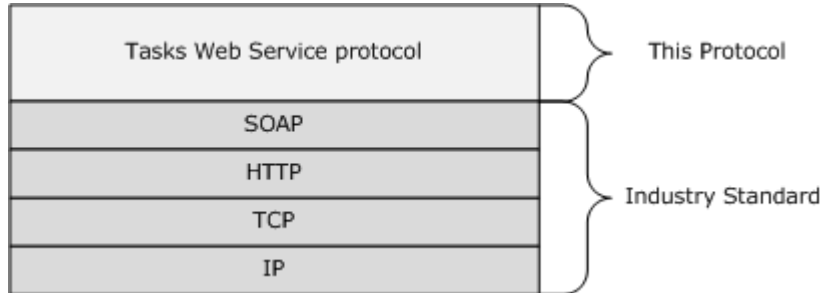 Tasks Web Service protocol
This Protocol
SOAP
HTTP
TCP
IP
Industry Standard